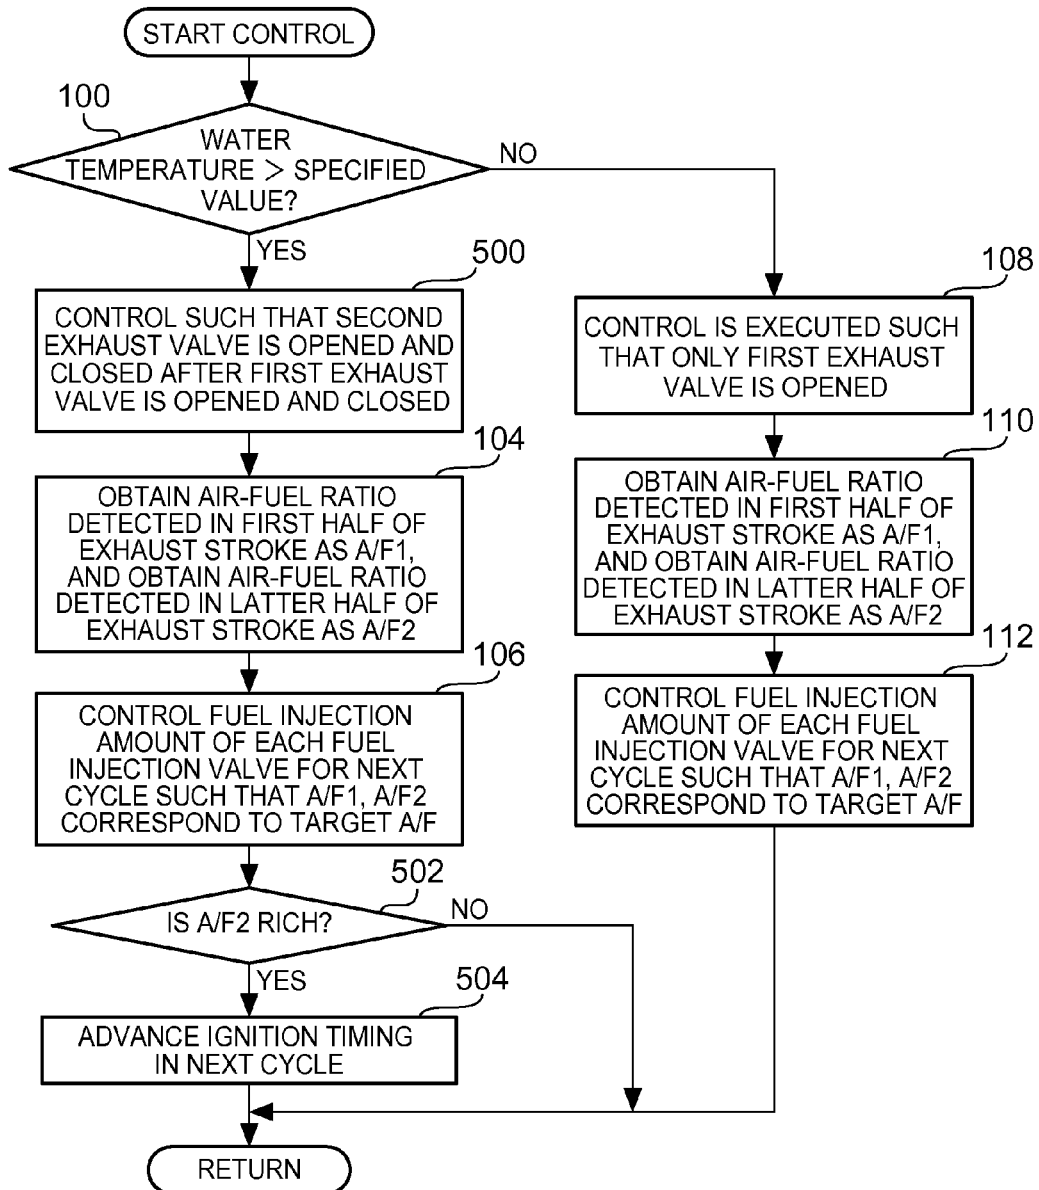 START CONTROL
100
WATER
TEMPERATURE > SPECIFIED
VALUE?
NO
YES
500
CONTROL SUCH THAT SECOND
EXHAUST VALVE IS OPENED AND
CLOSED AFTER FIRST EXHAUST
VALVE IS OPENED AND CLOSED
104
OBTAIN AIR-FUEL RATIO
DETECTED IN FIRST HALF OF
EXHAUST STROKE AS A/F1,
AND OBTAIN AIR-FUEL RATIO
DETECTED IN LATTER HALF OF
EXHAUST STROKE AS A/F2
106
CONTROL FUEL INJECTION
AMOUNT OF EACH FUEL
INJECTION VALVE FOR NEXT
CYCLE SUCH THAT A/F1, A/F2
CORRESPOND TO TARGET A/F
502
IS A/F2 RICH?
NO
YES
504
ADVANCE IGNITION TIMING
IN NEXT CYCLE
108
CONTROL IS EXECUTED SUCH
THAT ONLY FIRST EXHAUST
VALVE IS OPENED
110
OBTAIN AIR-FUEL RATIO
DETECTED IN FIRST HALF OF
EXHAUST STROKE AS A/F1,
AND OBTAIN AIR-FUEL RATIO
DETECTED IN LATTER HALF OF
EXHAUST STROKE AS A/F2
112
CONTROL FUEL INJECTION
AMOUNT OF EACH FUEL
INJECTION VALVE FOR NEXT
CYCLE SUCH THAT A/F1, A/F2
CORRESPOND TO TARGET A/F
RETURN